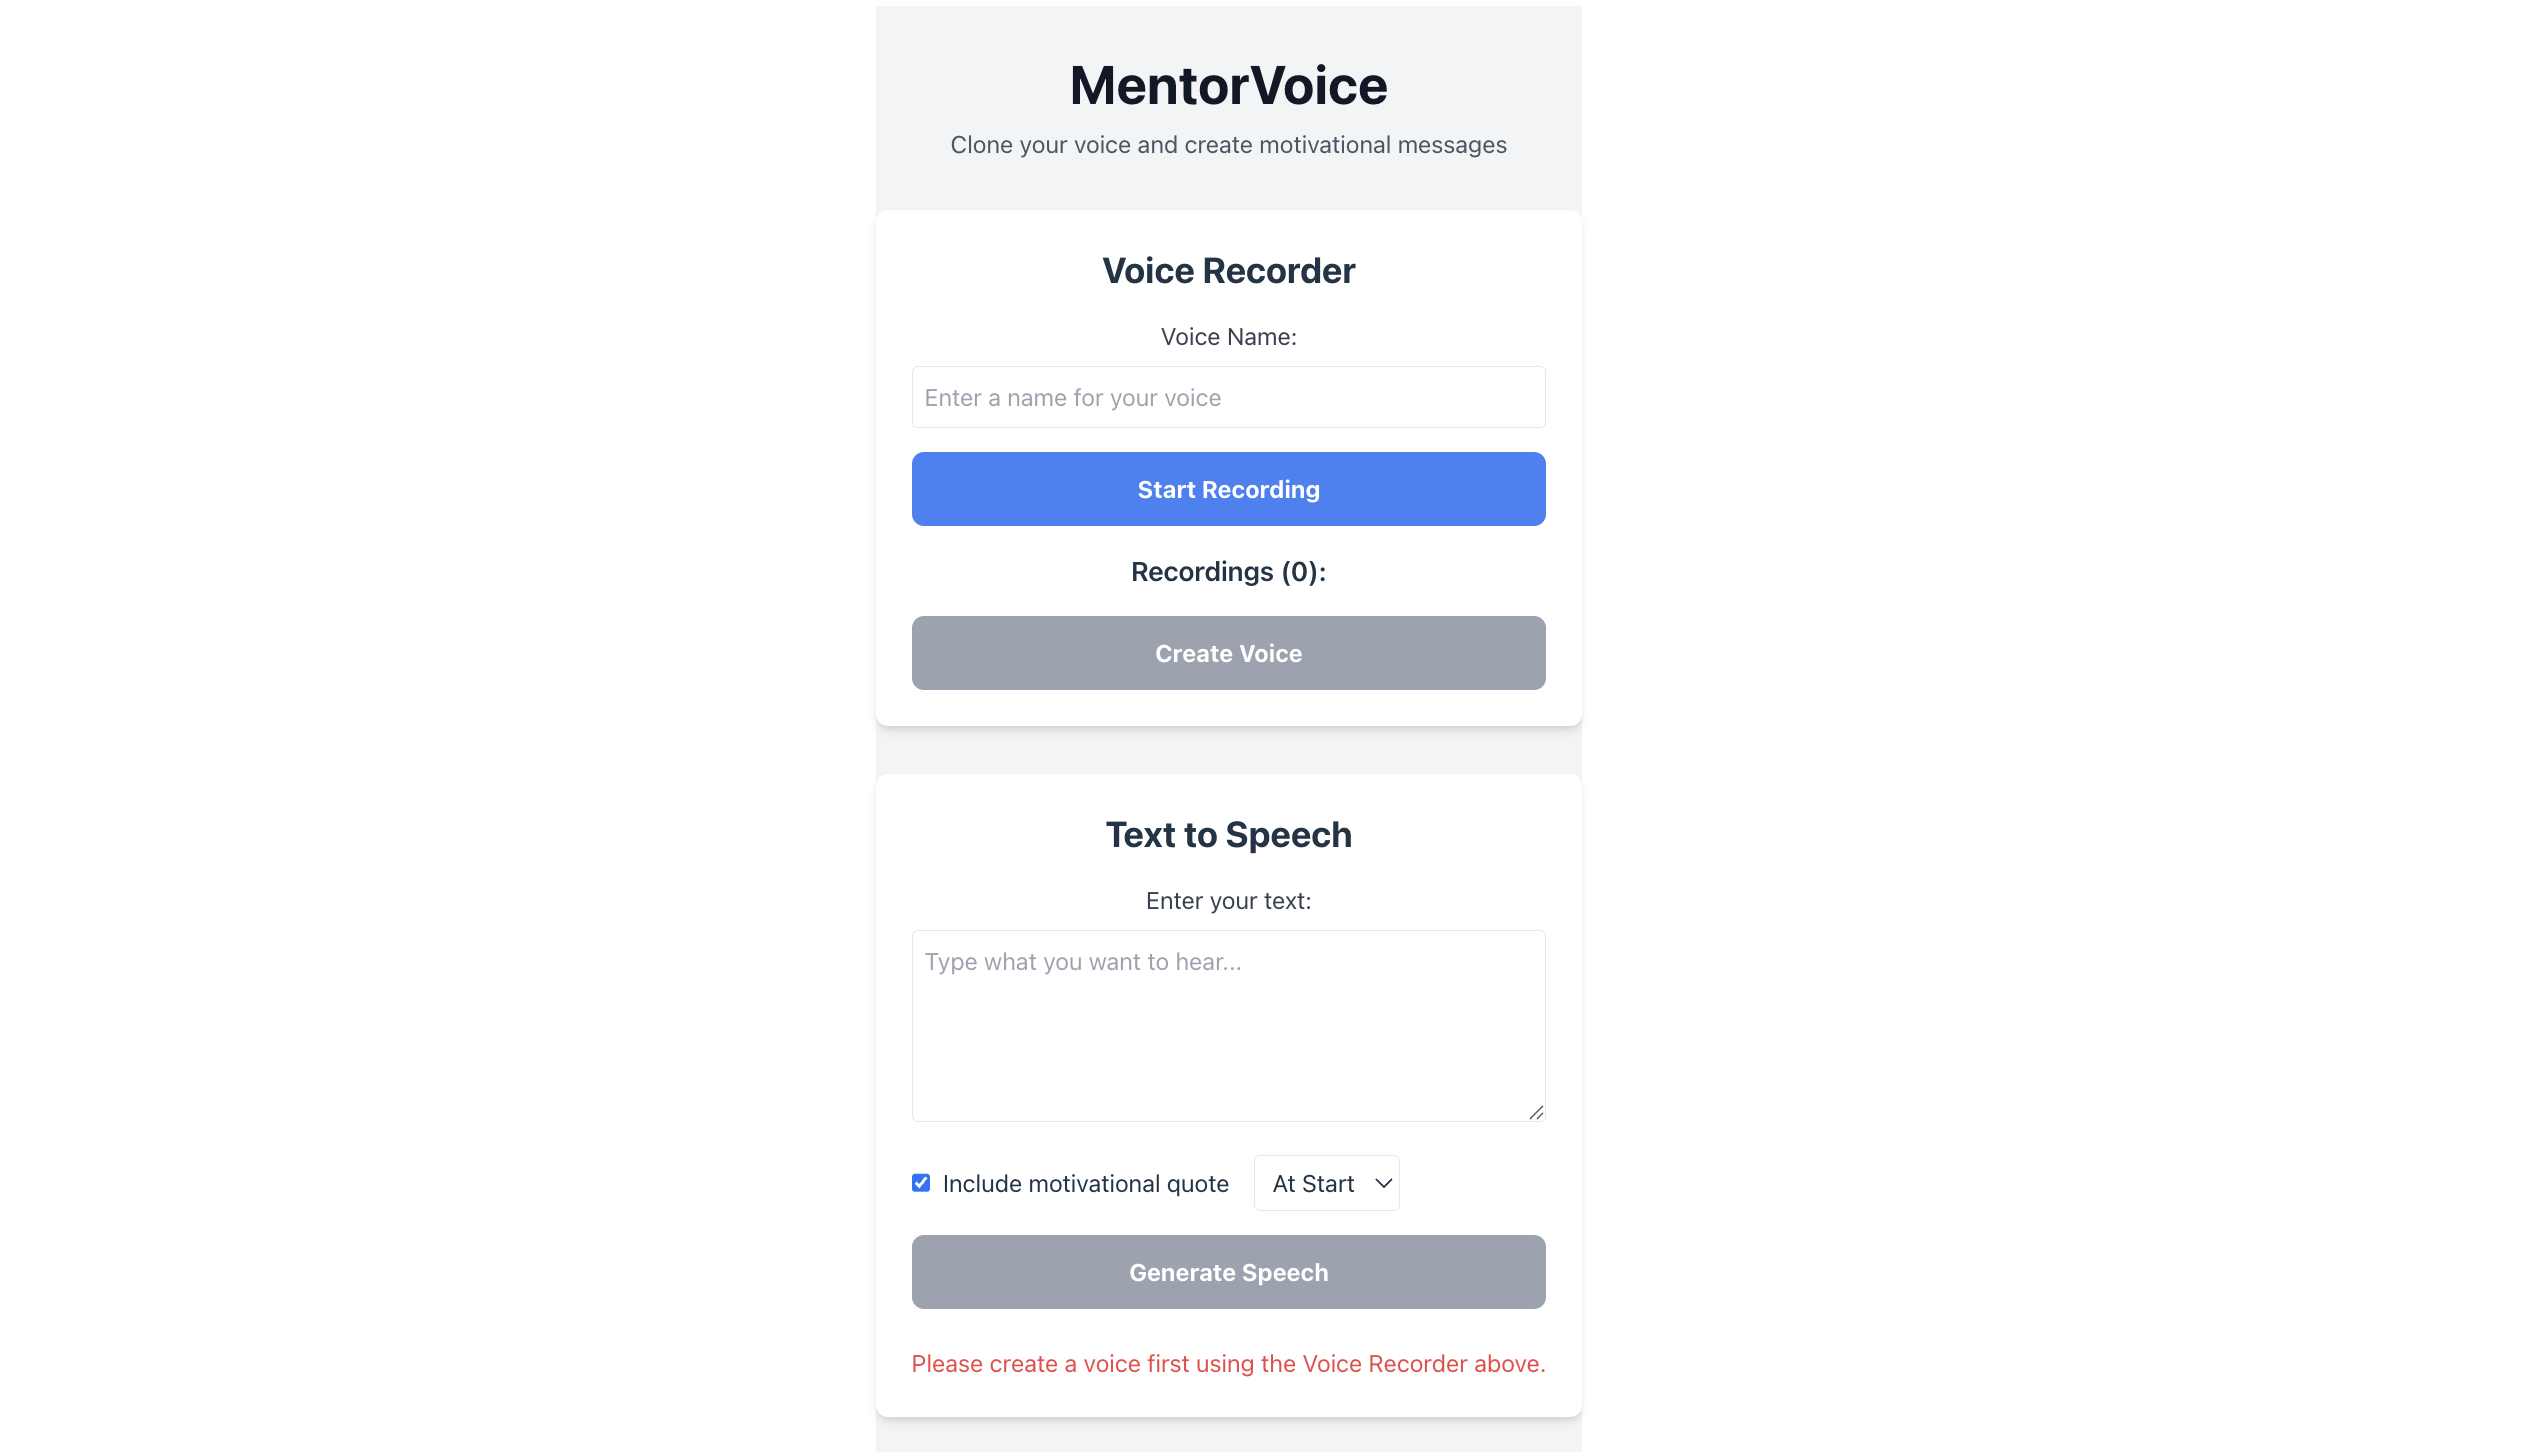 MentorVoice
Clone your voice and create motivational messages
Voice Recorder
Voice Name:
Enter a name for your voice
Start Recording
Recordings (0):
Create Voice
Text to Speech
Enter your text:
Type what you want to hear...
Include motivational quote At Start
Generate Speech
Please create a voice first using the Voice Recorder above.